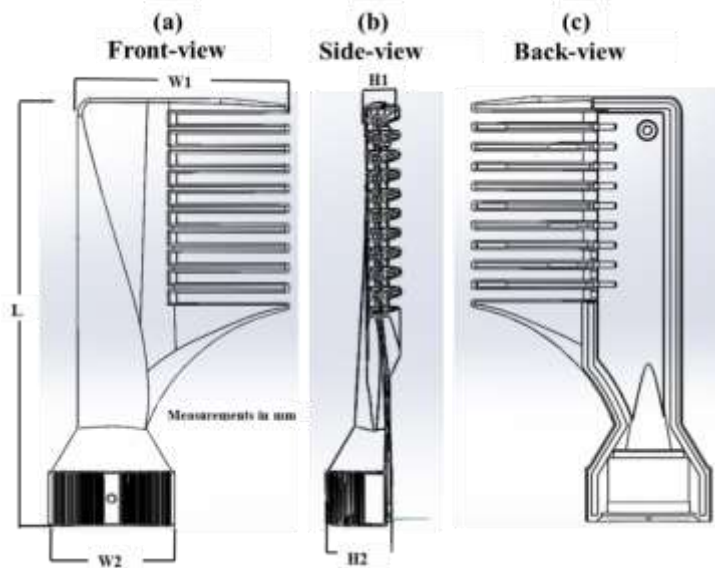 (a)
Front-view
(b)
Side-view
(c)
Back-view
W1
H1
L
Measurements in mm
W2
H2